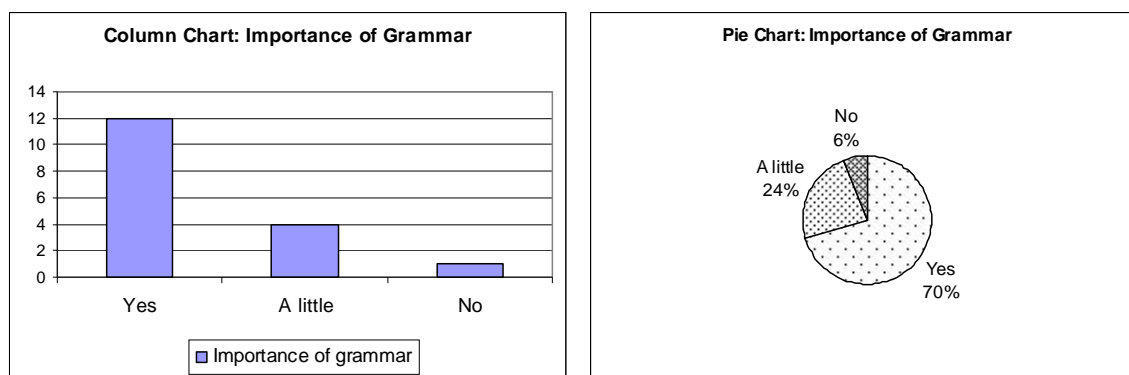 Column Chart: Importance of Grammar
14
12
10
8
6
4
2
0
Yes A little No
Importance of grammar
Pie Chart: Importance of Grammar
No
6%
A little
24%
Yes
70%